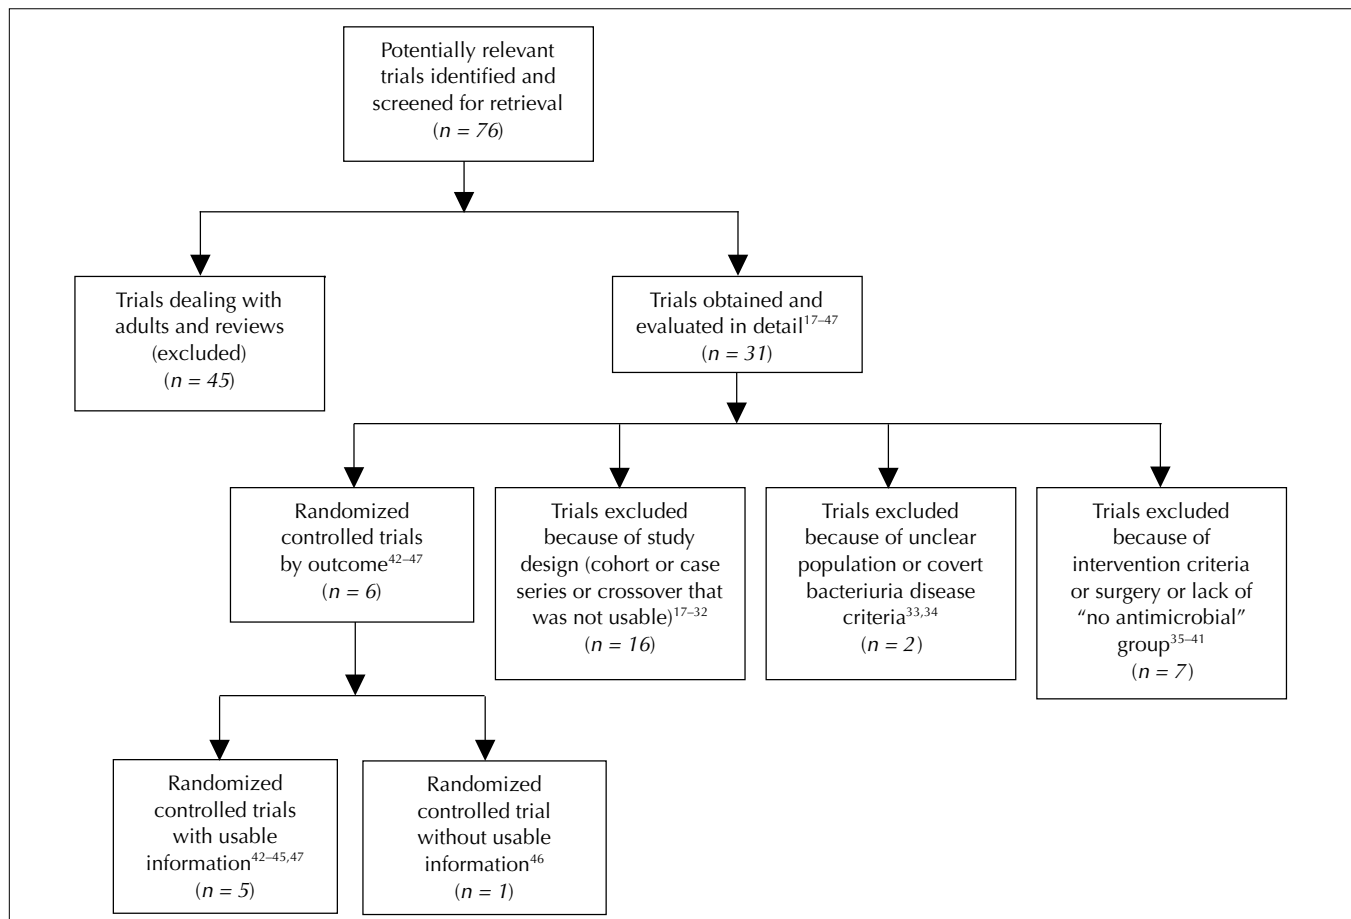 Potentially relevant
trials identified and
screened for retrieval
(n = 76)
Trials dealing with
adults and reviews
(excluded)
(n = 45)
Trials obtained and
evaluated in detail17–47
(n = 31)
Randomized
controlled trials
by outcome42–47
(n = 6)
Trials excluded
because of study
design (cohort or case
series or crossover that
was not usable)17–32
(n = 16)
Trials excluded
because of unclear
population or covert
bacteriuria disease
criteria33,34
(n = 2)
Trials excluded
because of
intervention criteria
or surgery or lack of
“no antimicrobial”
group35–41
(n = 7)
Randomized
controlled trials
with usable
information42–45,47
(n = 5)
Randomized
controlled trial
without usable
information46
(n = 1)